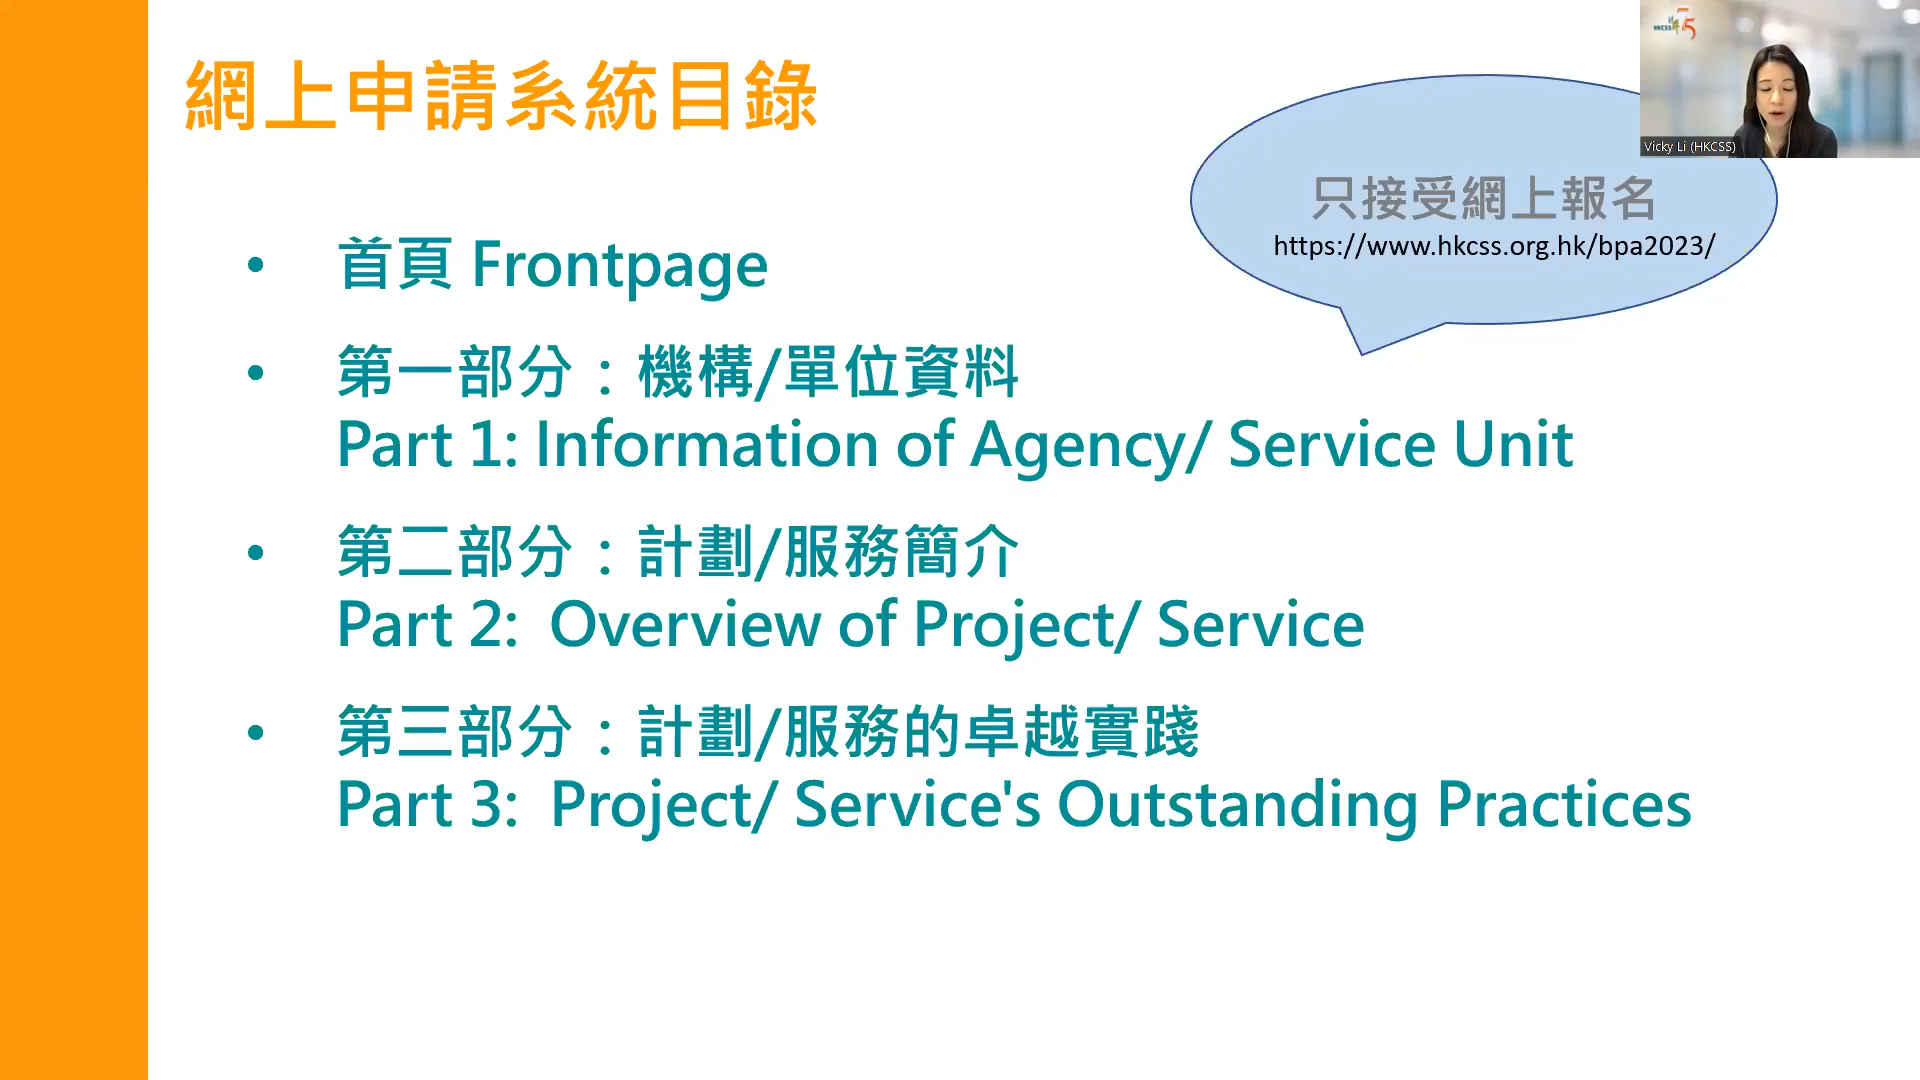 網上申請系統目錄
只接受網上報名
https://www.hkcss.org.hk/bpa2023/
Vicky Li (HKCSS)
• 首頁 Frontpage
• 第一部分：機構/單位資料
Part 1: Information of Agency/ Service Unit
• 第二部分：計劃/服務簡介
Part 2: Overview of Project/ Service
• 第三部分：計劃/服務的卓越實踐
Part 3: Project/ Service's Outstanding Practices